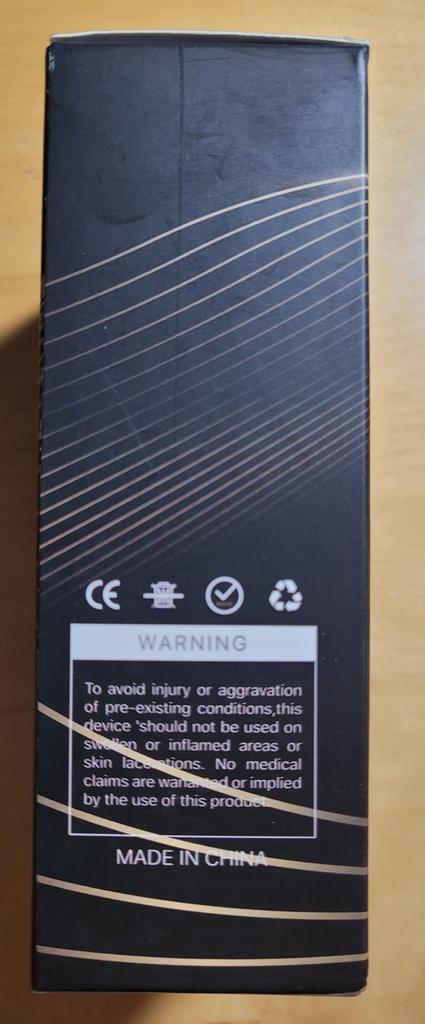 CE
WARNING
To avoid injury or aggravation
of pre-existing conditions,this
device 'should not be used on
swollen or inflamed areas or
skin lacerations. No medical
claims are warranted or implied
by the use of this product.
MADE IN CHINA